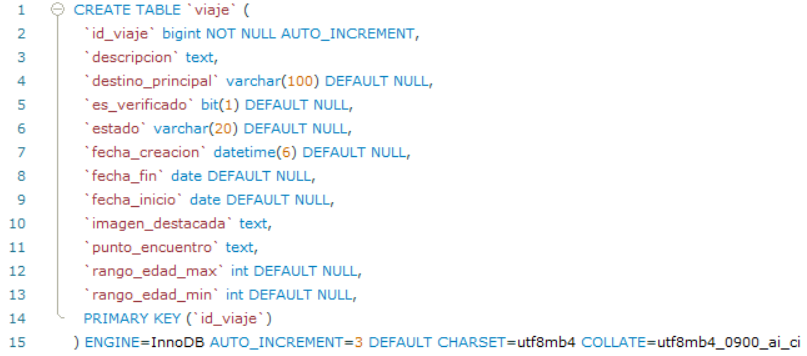 1 CREATE TABLE `viaje` (
2 `id_viaje` bigint NOT NULL AUTO_INCREMENT,
3 `descripcion` text,
4 `destino_principal` varchar(100) DEFAULT NULL,
5 `es_verificado` bit(1) DEFAULT NULL,
6 `estado` varchar(20) DEFAULT NULL,
7 `fecha_creacion` datetime(6) DEFAULT NULL,
8 `fecha_fin` date DEFAULT NULL,
9 `fecha_inicio` date DEFAULT NULL,
10 `imagen_destacada` text,
11 `punto_encuentro` text,
12 `rango_edad_max` int DEFAULT NULL,
13 `rango_edad_min` int DEFAULT NULL,
14 PRIMARY KEY (`id_viaje`)
15 ) ENGINE=InnoDB AUTO_INCREMENT=3 DEFAULT CHARSET=utf8mb4 COLLATE=utf8mb4_0900_ai_ci